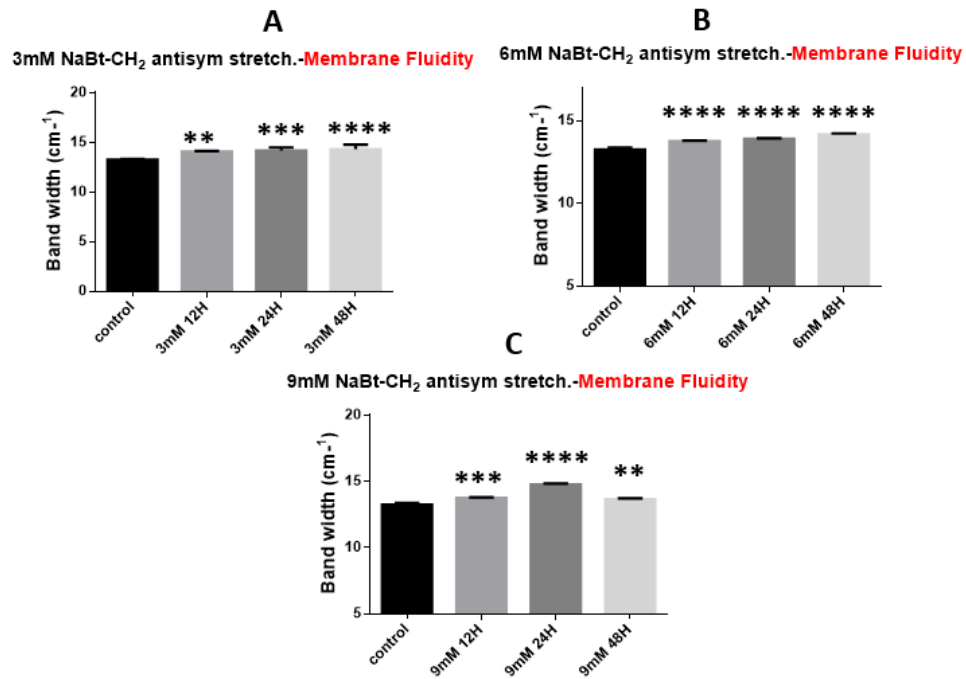 A
3mM NaBt-CH₂ antisym stretch.-Membrane Fluidity
Band width (cm-¹)
20
15
10
5
0
** *** ****
control 3mM 12H 3mM 24H 3mM 48H
B
6mM NaBt-CH₂ antisym stretch.-Membrane Fluidity
Band width (cm-¹)
15
10
5
**** **** ****
control 6mM 12H 6mM 24H 6mM 48H
C
9mM NaBt-CH₂ antisym stretch.-Membrane Fluidity
Band width (cm-¹)
20
15
10
5
*** **** **
control 9mM 12H 9mM 24H 9mM 48H